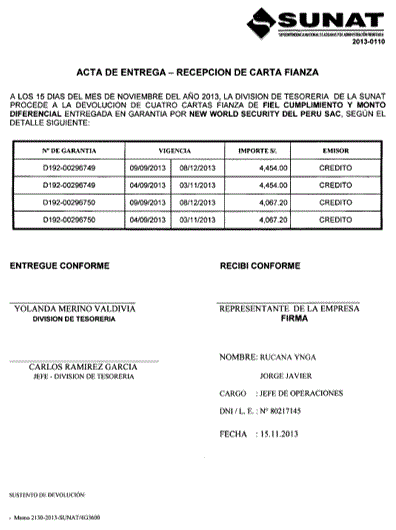 SUNAT
SUPERINTENDENCIA NACIONAL DE ADUANAS Y DE ADMINISTRACIÓN TRIBUTARIA
2013-0110
ACTA DE ENTREGA – RECEPCION DE CARTA FIANZA
A LOS 15 DIAS DEL MES DE NOVIEMBRE DEL AÑO 2013, LA DIVISION DE TESORERIA DE LA SUNAT
PROCEDE A LA DEVOLUCION DE CUATRO CARTAS FIANZA DE FIEL CUMPLIMIENTO Y MONTO
DIFERENCIAL ENTREGADA EN GARANTIA POR NEW WORLD SECURITY DEL PERU SAC, SEGÚN EL
DETALLE SIGUIENTE:
Nº DE GARANTIA VIGENCIA IMPORTE S/. EMISOR
D192-00296749 09/09/2013 08/12/2013 4,454.00 CREDITO
D192-00296749 04/09/2013 03/11/2013 4,454.00 CREDITO
D192-00296750 09/09/2013 08/12/2013 4,067.20 CREDITO
D192-00296750 04/09/2013 03/11/2013 4,067.20 CREDITO
ENTREGUE CONFORME RECIBI CONFORME
YOLANDA MERINO VALDIVIA REPRESENTANTE DE LA EMPRESA
DIVISION DE TESORERIA FIRMA
CARLOS RAMIREZ GARCIA
JEFE - DIVISION DE TESORERIA
NOMBRE: RUCANA YNGA
JORGE JAVIER
CARGO : JEFE DE OPERACIONES
DNI / L. E. : Nº 80217145
FECHA : 15.11.2013
SUSTENTO DE DEVOLUCIÓN:
- Memo 2130-2013-SUNAT/4G3600